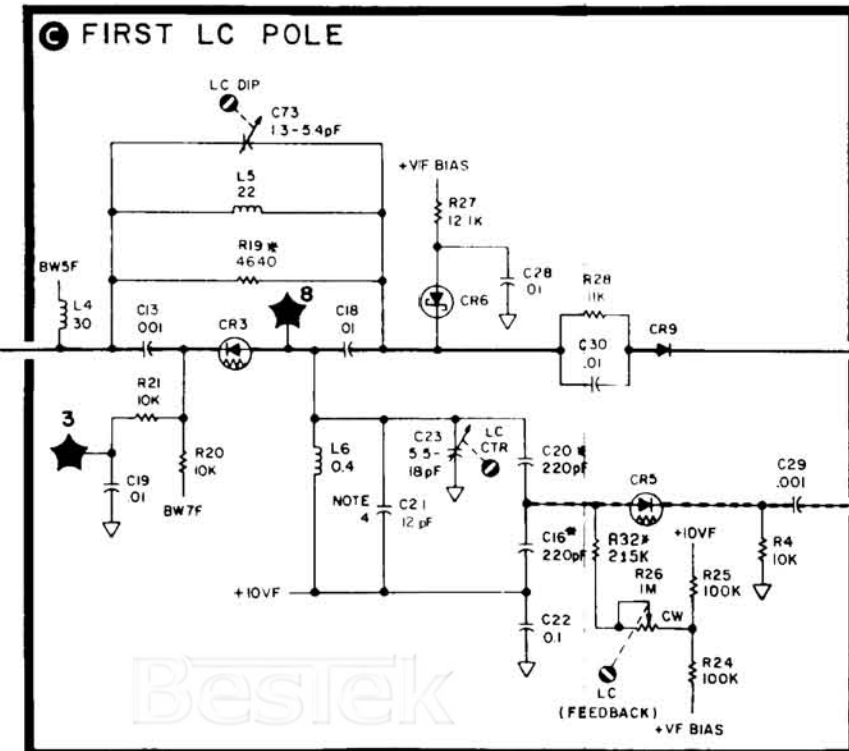 C FIRST LC POLE
LC DIP
C73
1.3-5.4pF
+VF BIAS
L5
22
R27
12.1K
R19*
4640
BW5F
8
C28
.01
R28
11K
L4
30
C13
.001
CR3
C18
.01
CR6
CR9
C30
.01
R21
10K
3
C23
5.5-
18pF
LC
CTR
R20
10K
L6
0.4
C20*
220pF
C29
.001
C19
.01
CR5
NOTE
4
C21
12pF
BW7F
C16*
220pF
R32*
215K
+10VF
R4
10K
R26
1M
R25
100K
+10VF
CW
C22
0.1
R24
100K
LC
(FEEDBACK)
+VF BIAS
BesTek